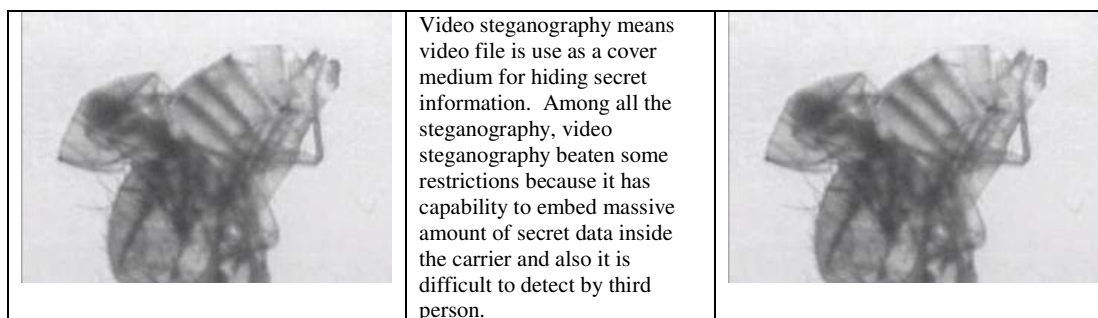 Video steganography means
video file is use as a cover
medium for hiding secret
information.  Among all the
steganography, video
steganography beaten some
restrictions because it has
capability to embed massive
amount of secret data inside
the carrier and also it is
difficult to detect by third
person.